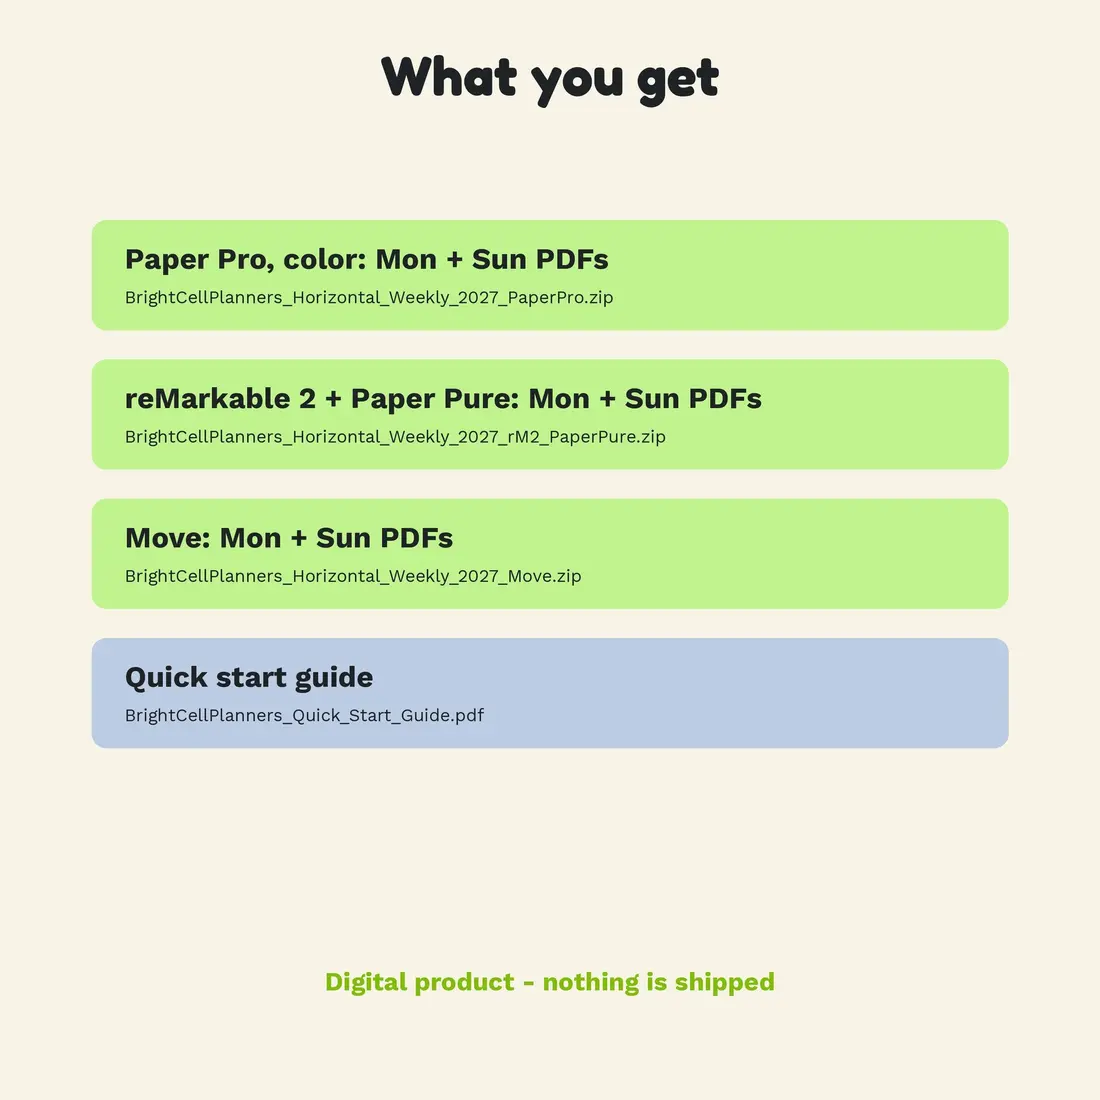 What you get
Paper Pro, color: Mon + Sun PDFs
BrightCellPlanners_Horizontal_Weekly_2027_PaperPro.zip
reMarkable 2 + Paper Pure: Mon + Sun PDFs
BrightCellPlanners_Horizontal_Weekly_2027_rM2_PaperPure.zip
Move: Mon + Sun PDFs
BrightCellPlanners_Horizontal_Weekly_2027_Move.zip
Quick start guide
BrightCellPlanners_Quick_Start_Guide.pdf
Digital product - nothing is shipped